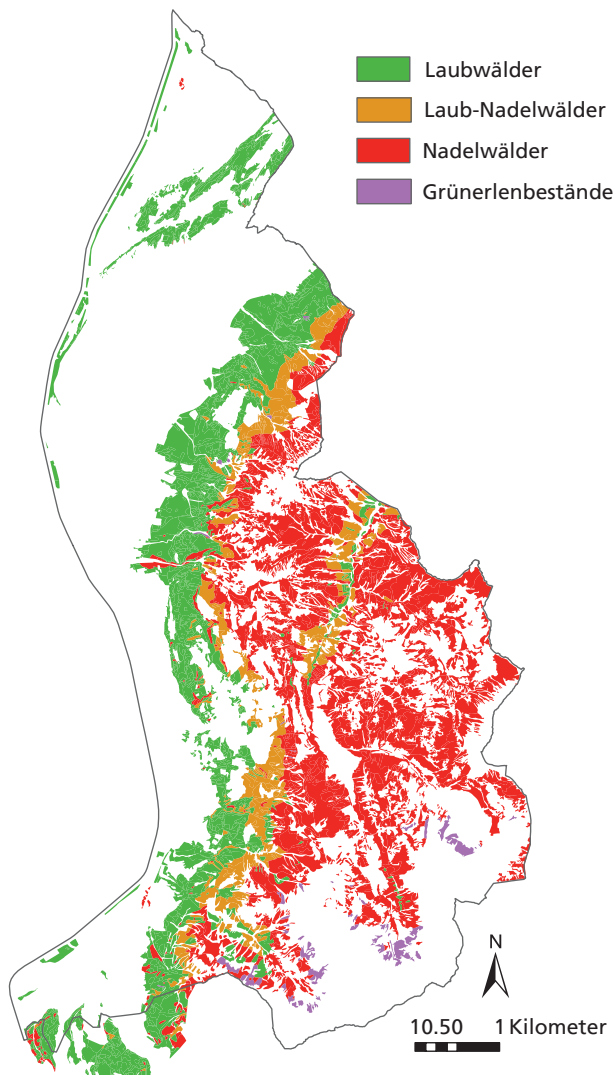 Laubwälder
Laub-Nadelwälder
Nadelwälder
Grünerlenbestände
N
10.50 1 Kilometer